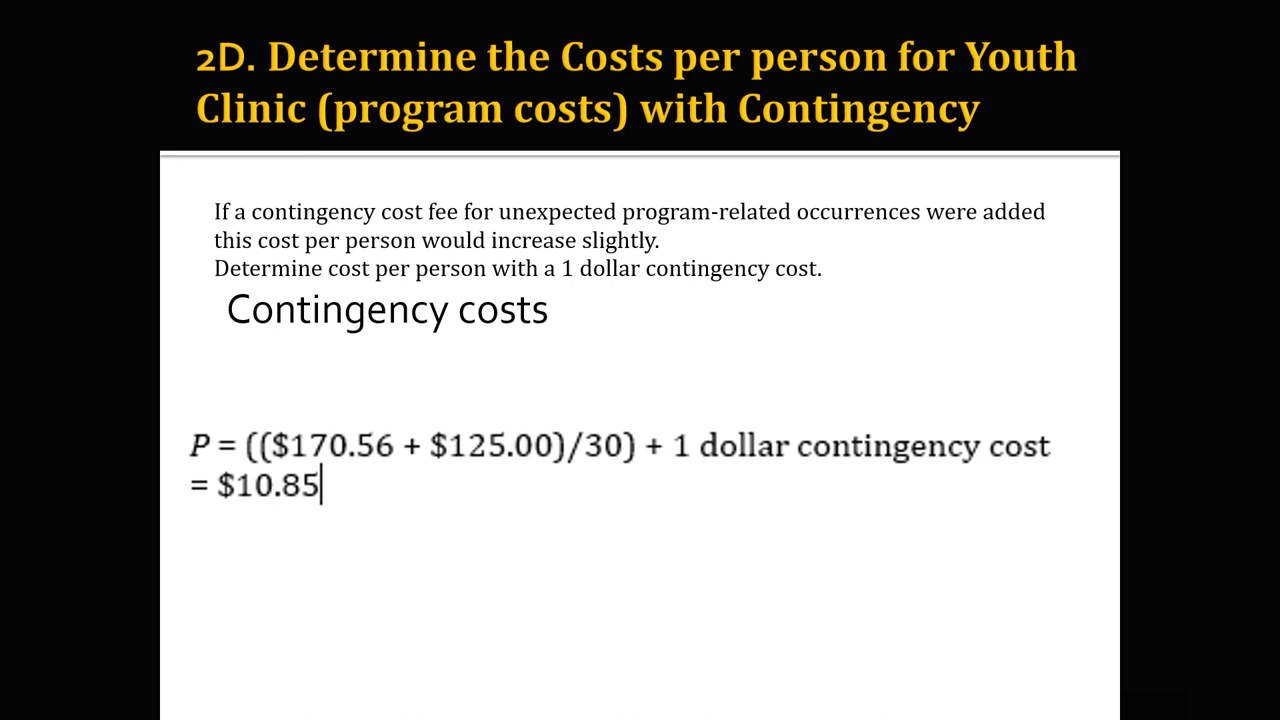 2D. Determine the Costs per person for Youth
Clinic (program costs) with Contingency
If a contingency cost fee for unexpected program-related occurrences were added
this cost per person would increase slightly.
Determine cost per person with a 1 dollar contingency cost.
Contingency costs
P = (($170.56 + $125.00)/30) + 1 dollar contingency cost
= $10.85